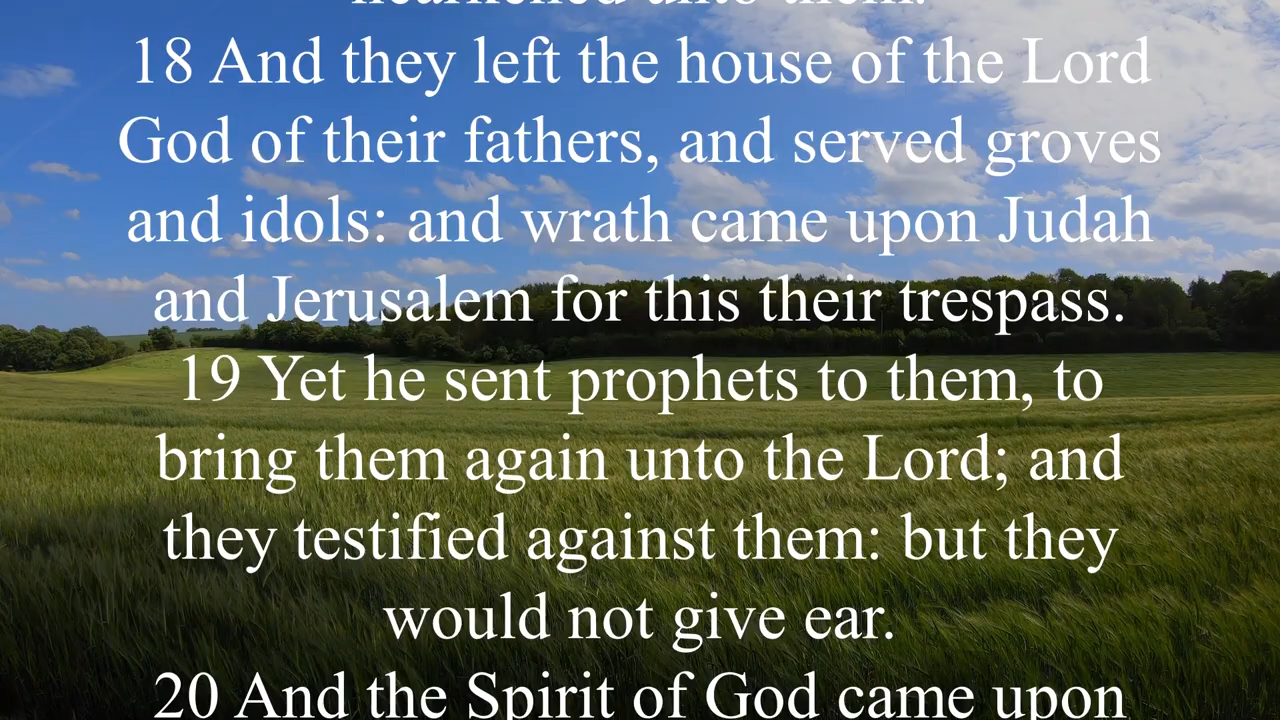 hearkened unto them.
18 And they left the house of the Lord
God of their fathers, and served groves
and idols: and wrath came upon Judah
and Jerusalem for this their trespass.
19 Yet he sent prophets to them, to
bring them again unto the Lord; and
they testified against them: but they
would not give ear.
20 And the Spirit of God came upon